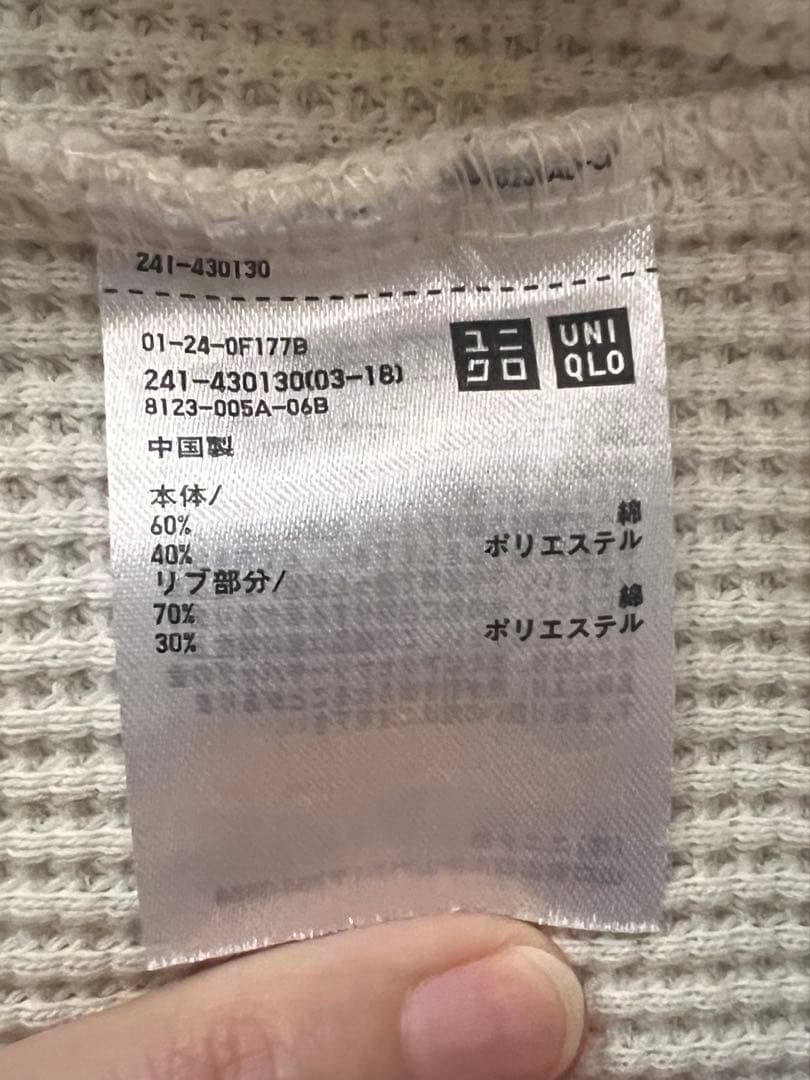 241-430130
01-24-0F177B
241-430130(03-18)
8123-005A-06B
ユニクロ
UNIQLO
中国製
本体/
60% 綿
40% ポリエステル
リブ部分/
70% 綿
30% ポリエステル